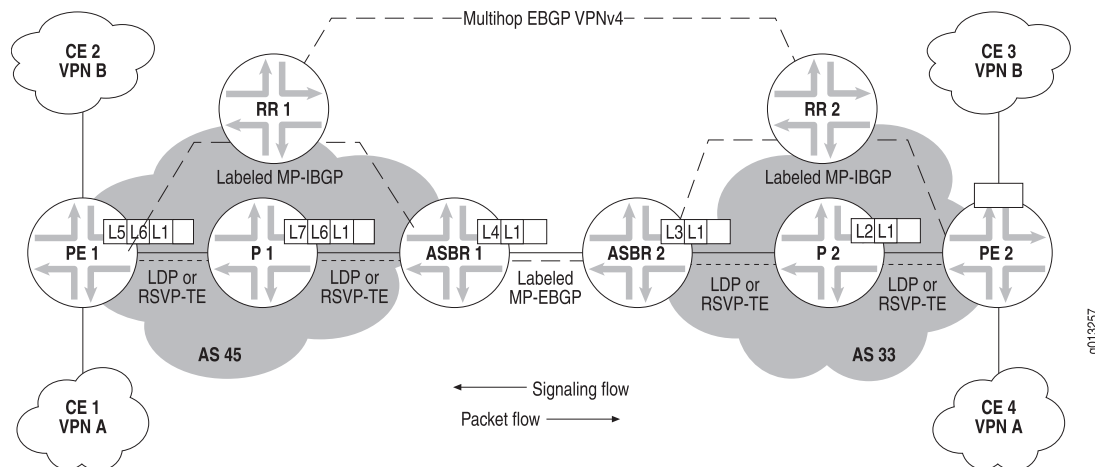 Multihop EBGP VPNv4
CE 2
VPN B
CE 3
VPN B
RR 1
RR 2
Labeled MP-IBGP
Labeled MP-IBGP
L5 L6 L1
L7 L6 L1
L4 L1
L3 L1
L2 L1
PE 1
P 1
ASBR 1
ASBR 2
P 2
PE 2
LDP or
RSVP-TE
LDP or
RSVP-TE
Labeled
MP-EBGP
LDP or
RSVP-TE
LDP or
RSVP-TE
AS 45
AS 33
g013257
Signaling flow
Packet flow
CE 1
VPN A
CE 4
VPN A